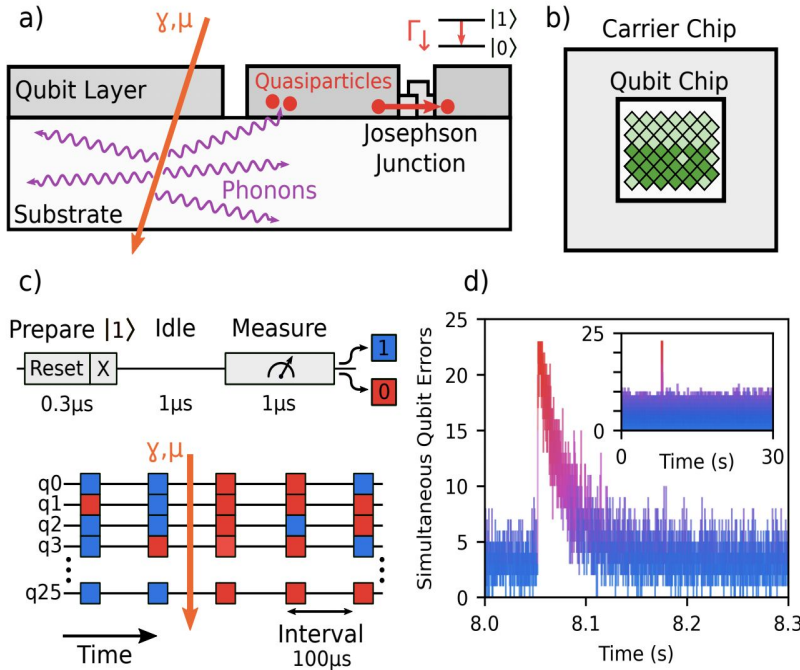 a)
γ,μ
Γ↓
|1⟩
|0⟩
Qubit Layer
Quasiparticles
Josephson
Junction
Phonons
Substrate
b)
Carrier Chip
Qubit Chip
c)
Prepare |1⟩ Idle Measure
Reset X
1
0
0.3μs 1μs 1μs
γ,μ
q0
q1
q2
q3
q25
Time
Interval
100μs
d)
Simultaneous Qubit Errors
25
20
15
10
5
0
8.0 8.1 8.2 8.3
Time (s)
25
0
0 30
Time (s)